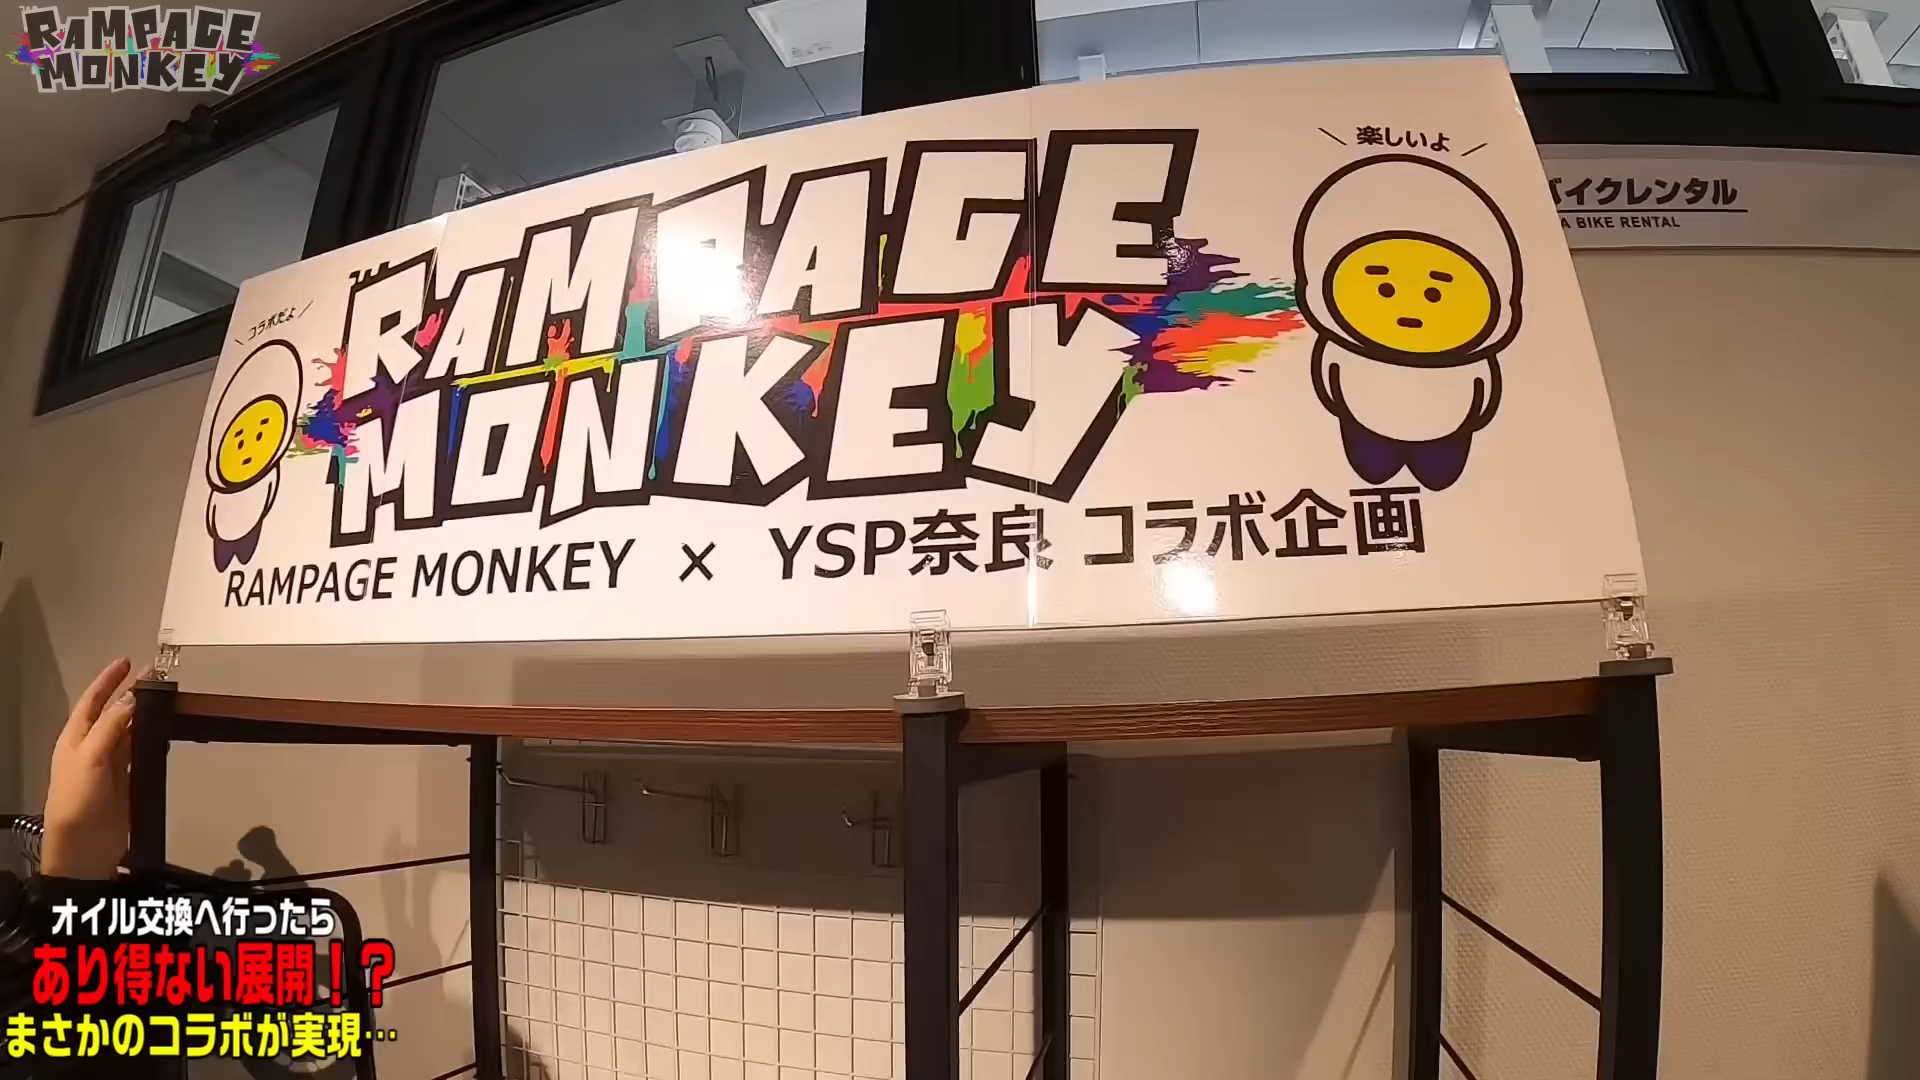 RAMPAGE
MONKEY
楽しいよ
バイクレンタル
A BIKE RENTAL
コラボだよ
THE
RAMPAGE
MONKEY
RAMPAGE MONKEY × YSP奈良 コラボ企画
オイル交換へ行ったら
あり得ない展開！？
まさかのコラボが実現…